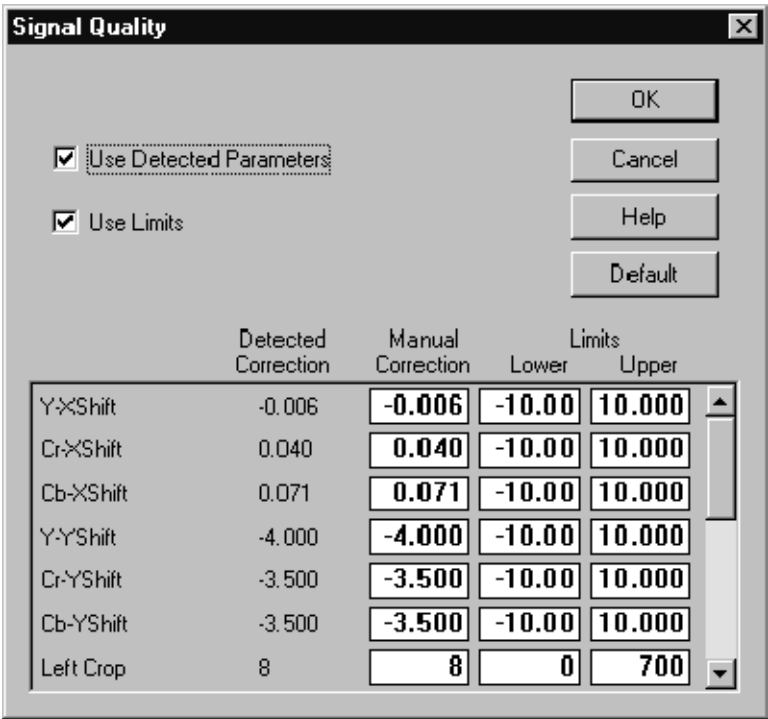 Signal Quality
OK
Use Detected Parameters
Cancel
Use Limits
Help
Default
Detected Manual Limits
Correction Correction Lower Upper
Y-XShift -0.006 -0.006 -10.00 10.000
Cr-XShift 0.040 0.040 -10.00 10.000
Cb-XShift 0.071 0.071 -10.00 10.000
Y-YShift -4.000 -4.000 -10.00 10.000
Cr-YShift -3.500 -3.500 -10.00 10.000
Cb-YShift -3.500 -3.500 -10.00 10.000
Left Crop 8 8 0 700